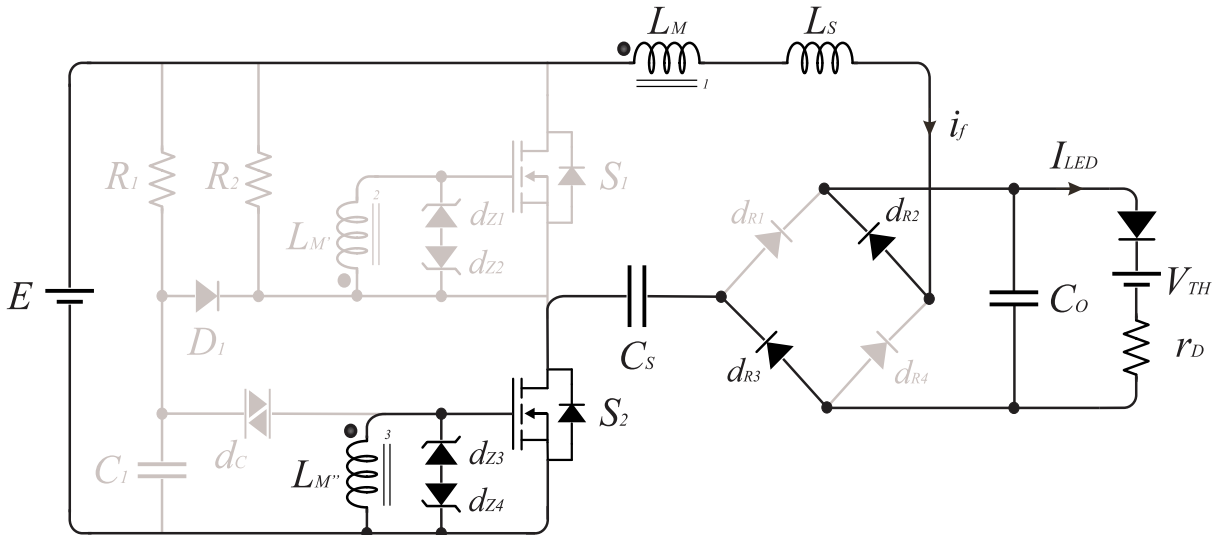 LM
LS
1
if
ILED
R1
R2
2
S1
dZ1
LM'
dZ2
dR1
dR2
E
D1
CS
CO
VTH
rD
dR3
dR4
S2
C1
dC
3
LM"
dZ3
dZ4